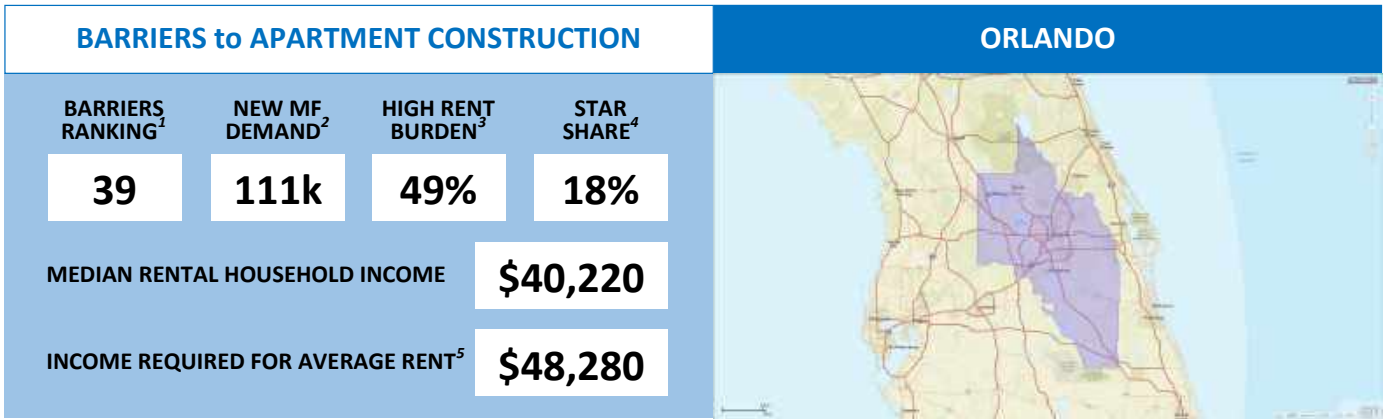 BARRIERS to APARTMENT CONSTRUCTION
ORLANDO
BARRIERS RANKING1
NEW MF DEMAND2
HIGH RENT BURDEN3
STAR SHARE4
39
111k
49%
18%
MEDIAN RENTAL HOUSEHOLD INCOME
$40,220
INCOME REQUIRED FOR AVERAGE RENT5
$48,280